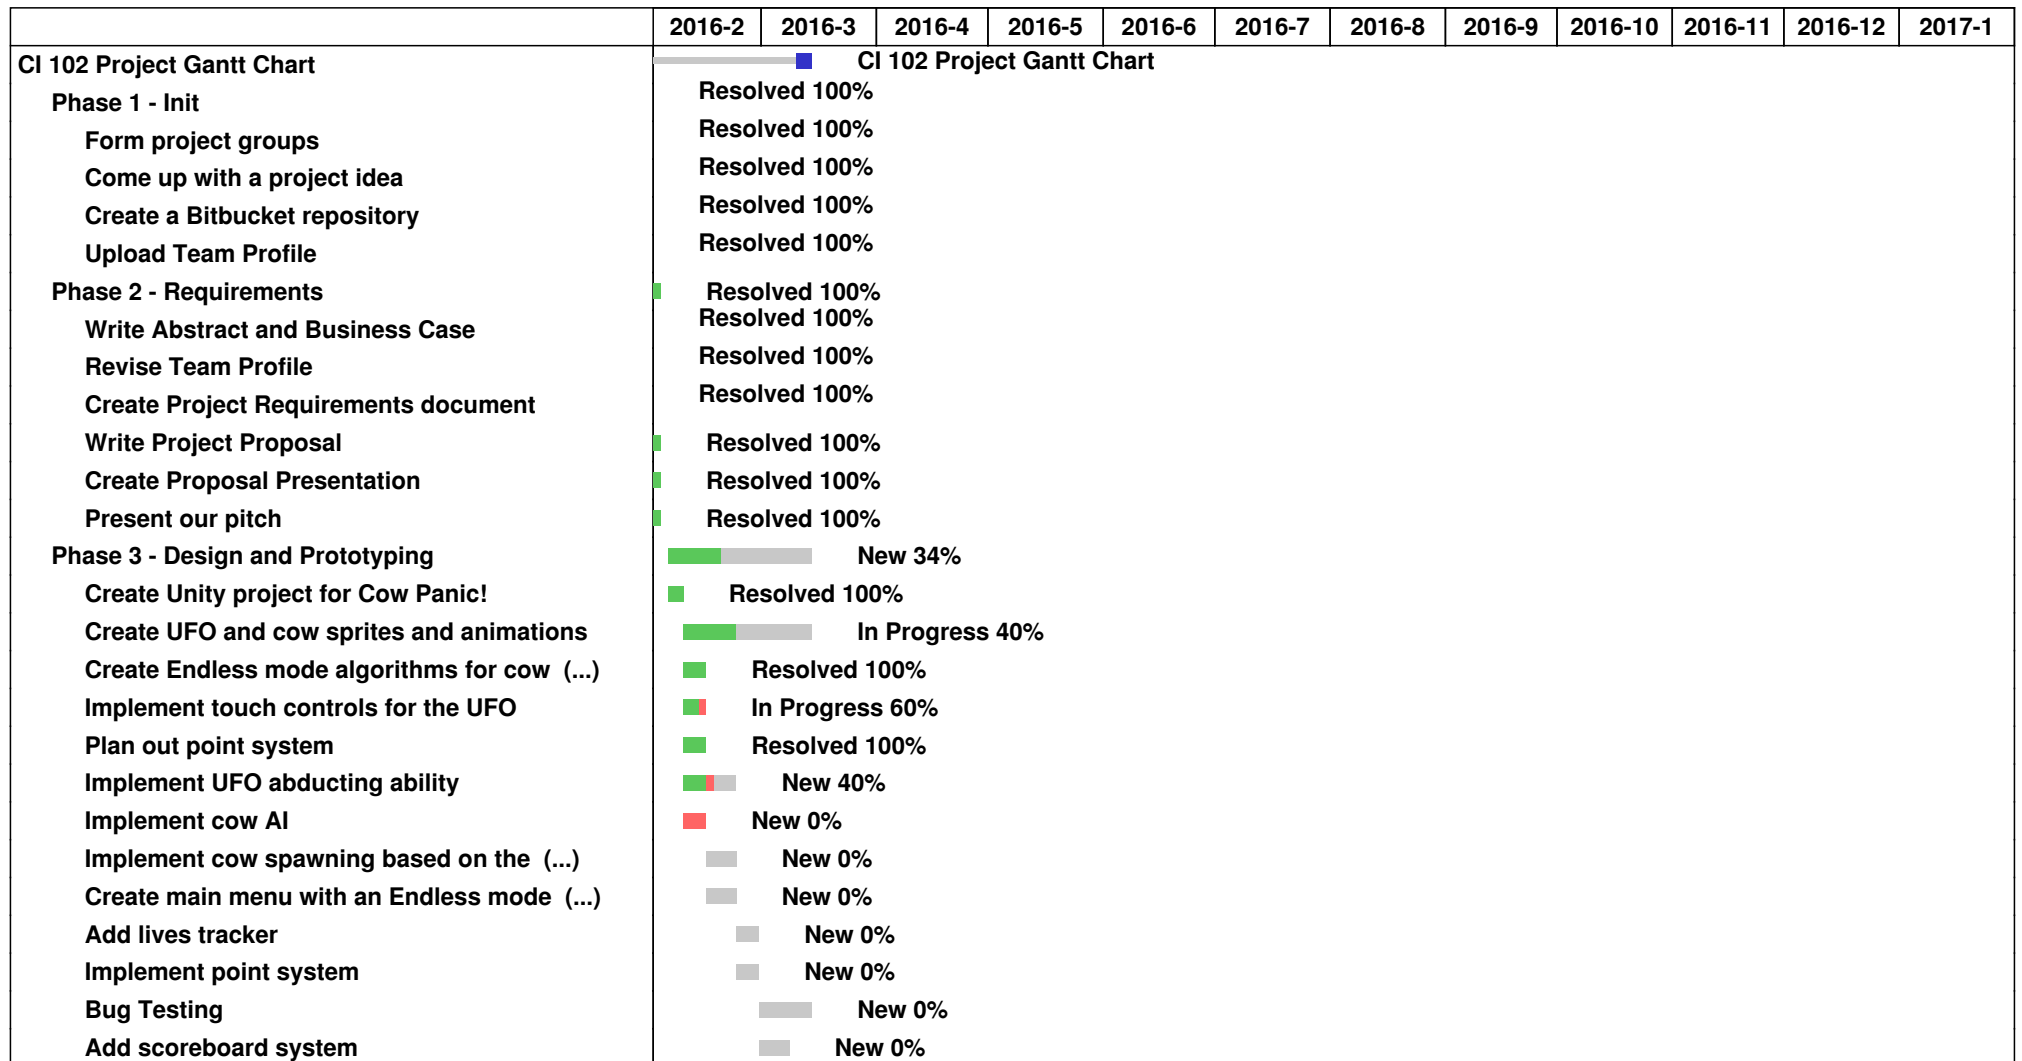 2016-2 2016-3 2016-4 2016-5 2016-6 2016-7 2016-8 2016-9 2016-10 2016-11 2016-12 2017-1
CI 102 Project Gantt Chart CI 102 Project Gantt Chart
Phase 1 - Init Resolved 100%
Form project groups Resolved 100%
Come up with a project idea Resolved 100%
Create a Bitbucket repository Resolved 100%
Upload Team Profile Resolved 100%
Phase 2 - Requirements Resolved 100%
Write Abstract and Business Case Resolved 100%
Revise Team Profile Resolved 100%
Create Project Requirements document Resolved 100%
Write Project Proposal Resolved 100%
Create Proposal Presentation Resolved 100%
Present our pitch Resolved 100%
Phase 3 - Design and Prototyping New 34%
Create Unity project for Cow Panic! Resolved 100%
Create UFO and cow sprites and animations In Progress 40%
Create Endless mode algorithms for cow (...) Resolved 100%
Implement touch controls for the UFO In Progress 60%
Plan out point system Resolved 100%
Implement UFO abducting ability New 40%
Implement cow AI New 0%
Implement cow spawning based on the (...) New 0%
Create main menu with an Endless mode (...) New 0%
Add lives tracker New 0%
Implement point system New 0%
Bug Testing New 0%
Add scoreboard system New 0%